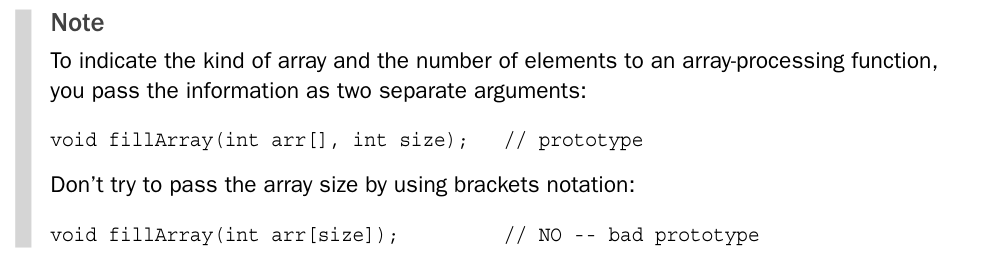 Note
To indicate the kind of array and the number of elements to an array-processing function,
you pass the information as two separate arguments:
void fillArray(int arr[], int size);   // prototype
Don't try to pass the array size by using brackets notation:
void fillArray(int arr[size]);         // NO -- bad prototype